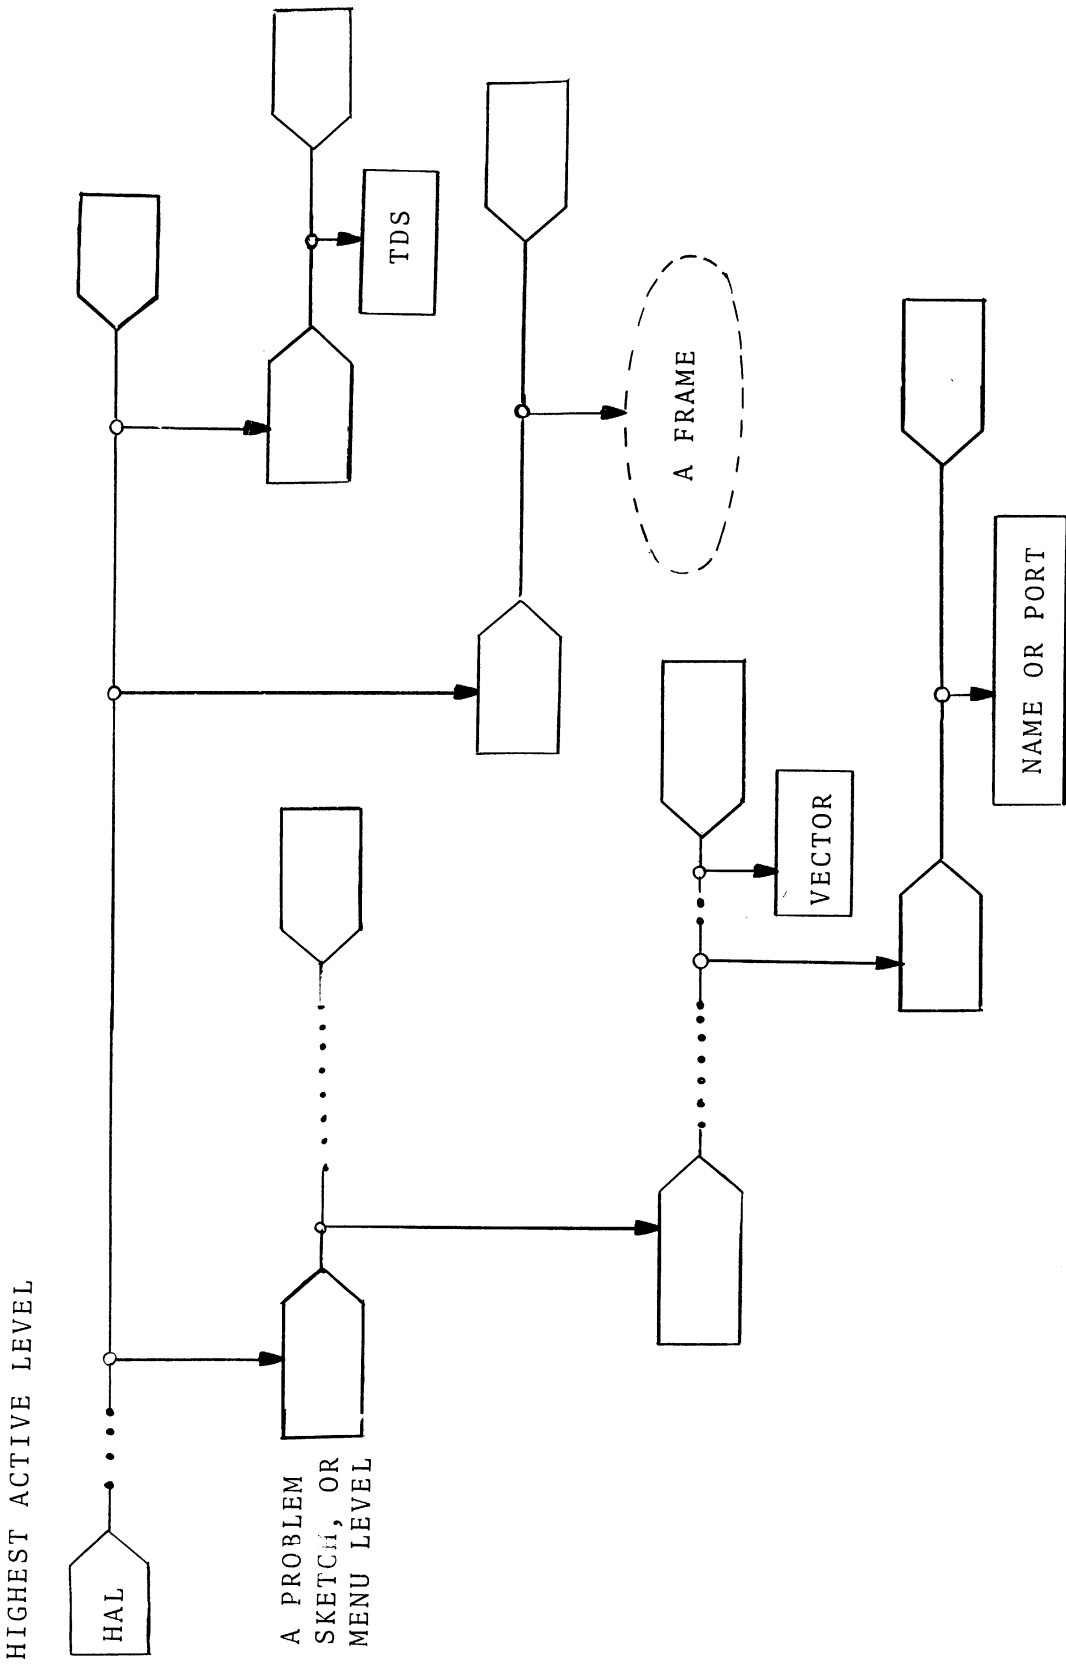 HIGHEST ACTIVE LEVEL
HAL
A PROBLEM
SKETCH, OR
MENU LEVEL
TDS
A FRAME
VECTOR
NAME OR PORT